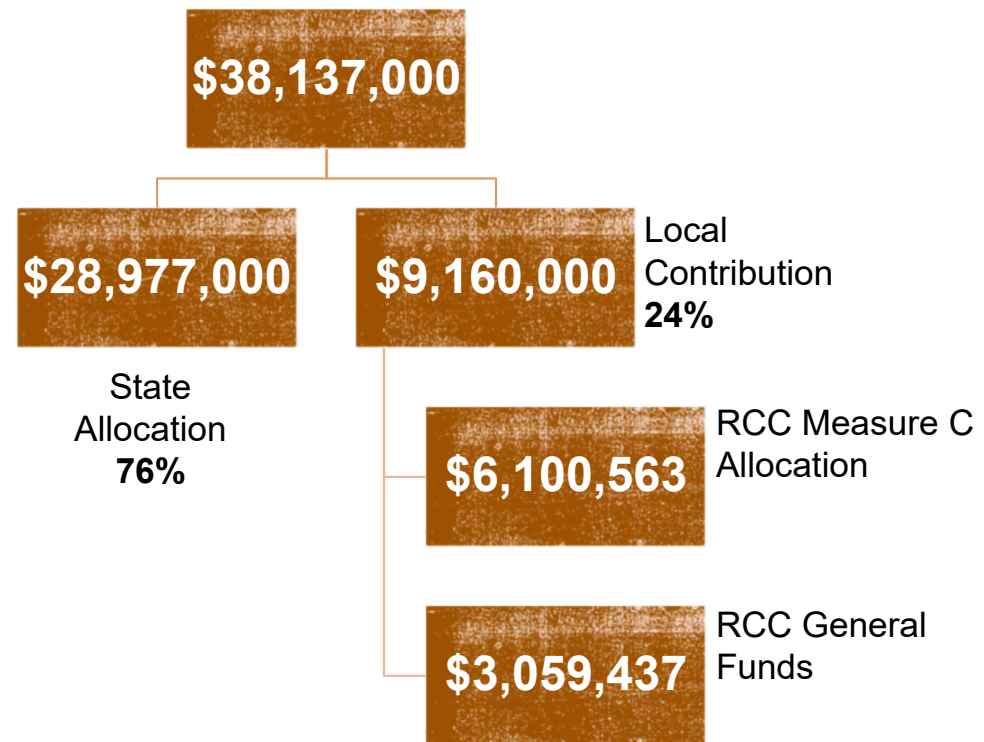 $38,137,000
$28,977,000
State
Allocation
76%
$9,160,000
Local
Contribution
24%
$6,100,563
RCC Measure C
Allocation
$3,059,437
RCC General
Funds